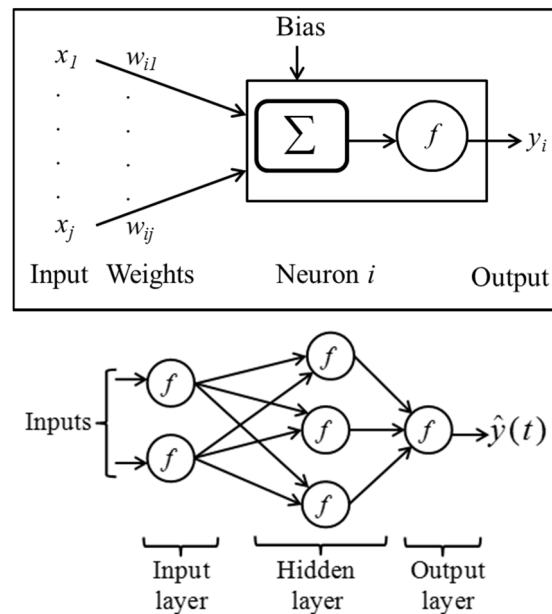 Bias
x1 wi1
. .
. .
. .
. .
Σ f yi
xj wij
Input Weights Neuron i Output
f
f f
Inputs f f ŷ(t)
f
f
Input layer
Hidden layer
Output layer